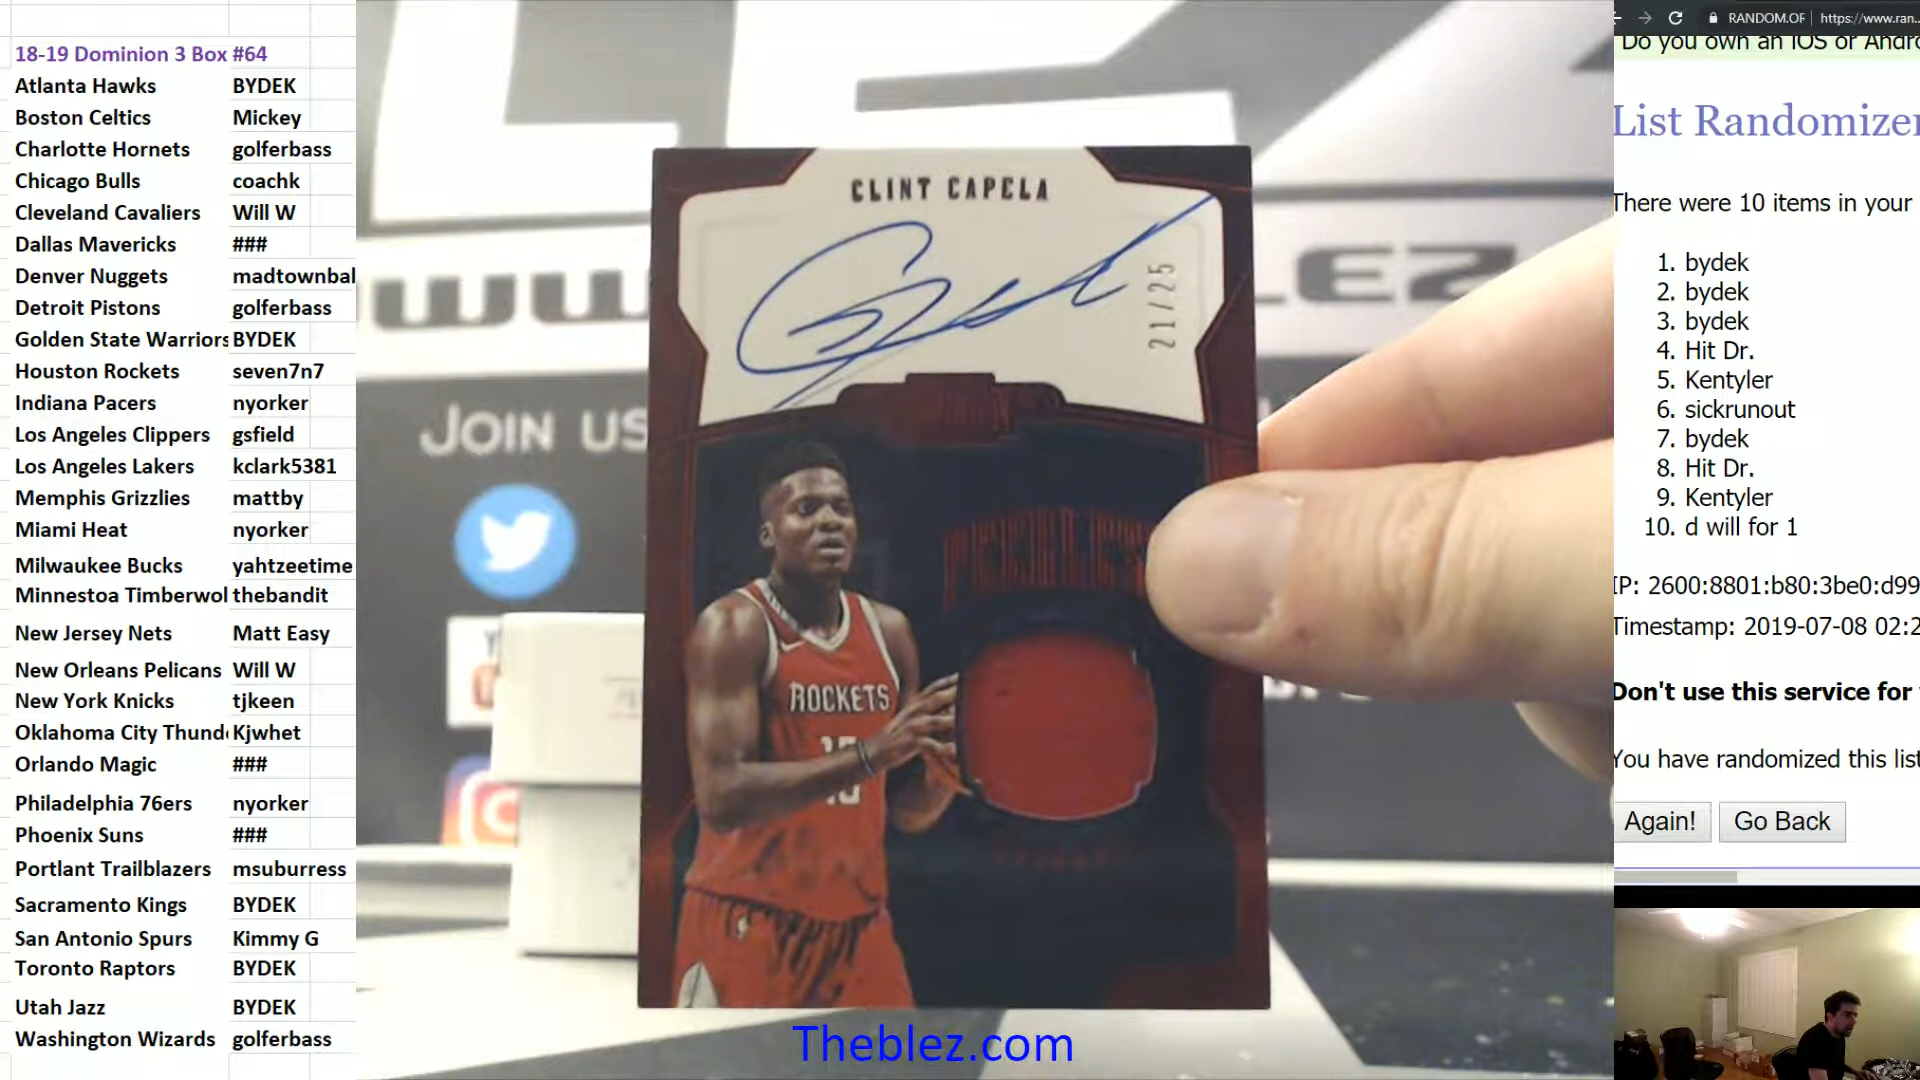 18-19 Dominion 3 Box #64
Atlanta Hawks BYDEK
Boston Celtics Mickey
Charlotte Hornets golferbass
Chicago Bulls coachk
Cleveland Cavaliers Will W
Dallas Mavericks ###
Denver Nuggets madtownbal
Detroit Pistons golferbass
Golden State Warriors BYDEK
Houston Rockets seven7n7
Indiana Pacers nyorker
Los Angeles Clippers gsfield
Los Angeles Lakers kclark5381
Memphis Grizzlies mattby
Miami Heat nyorker
Milwaukee Bucks yahtzeetime
Minnestoa Timberwol thebandit
New Jersey Nets Matt Easy
New Orleans Pelicans Will W
New York Knicks tjkeen
Oklahoma City Thund Kjwhet
Orlando Magic ###
Philadelphia 76ers nyorker
Phoenix Suns ###
Portlant Trailblazers msuburress
Sacramento Kings BYDEK
San Antonio Spurs Kimmy G
Toronto Raptors BYDEK
Utah Jazz BYDEK
Washington Wizards golferbass
CLINT CAPELA
21/25
ROCKETS
15
JOIN US
Theblez.com
RANDOM.OR https://www.ran...
Do you own an iOS or Andro
List Randomizer
There were 10 items in your
1. bydek
2. bydek
3. bydek
4. Hit Dr.
5. Kentyler
6. sickrunout
7. bydek
8. Hit Dr.
9. Kentyler
10. d will for 1
IP: 2600:8801:b80:3be0:d99
Timestamp: 2019-07-08 02:2
Don't use this service for
You have randomized this list
Again! Go Back